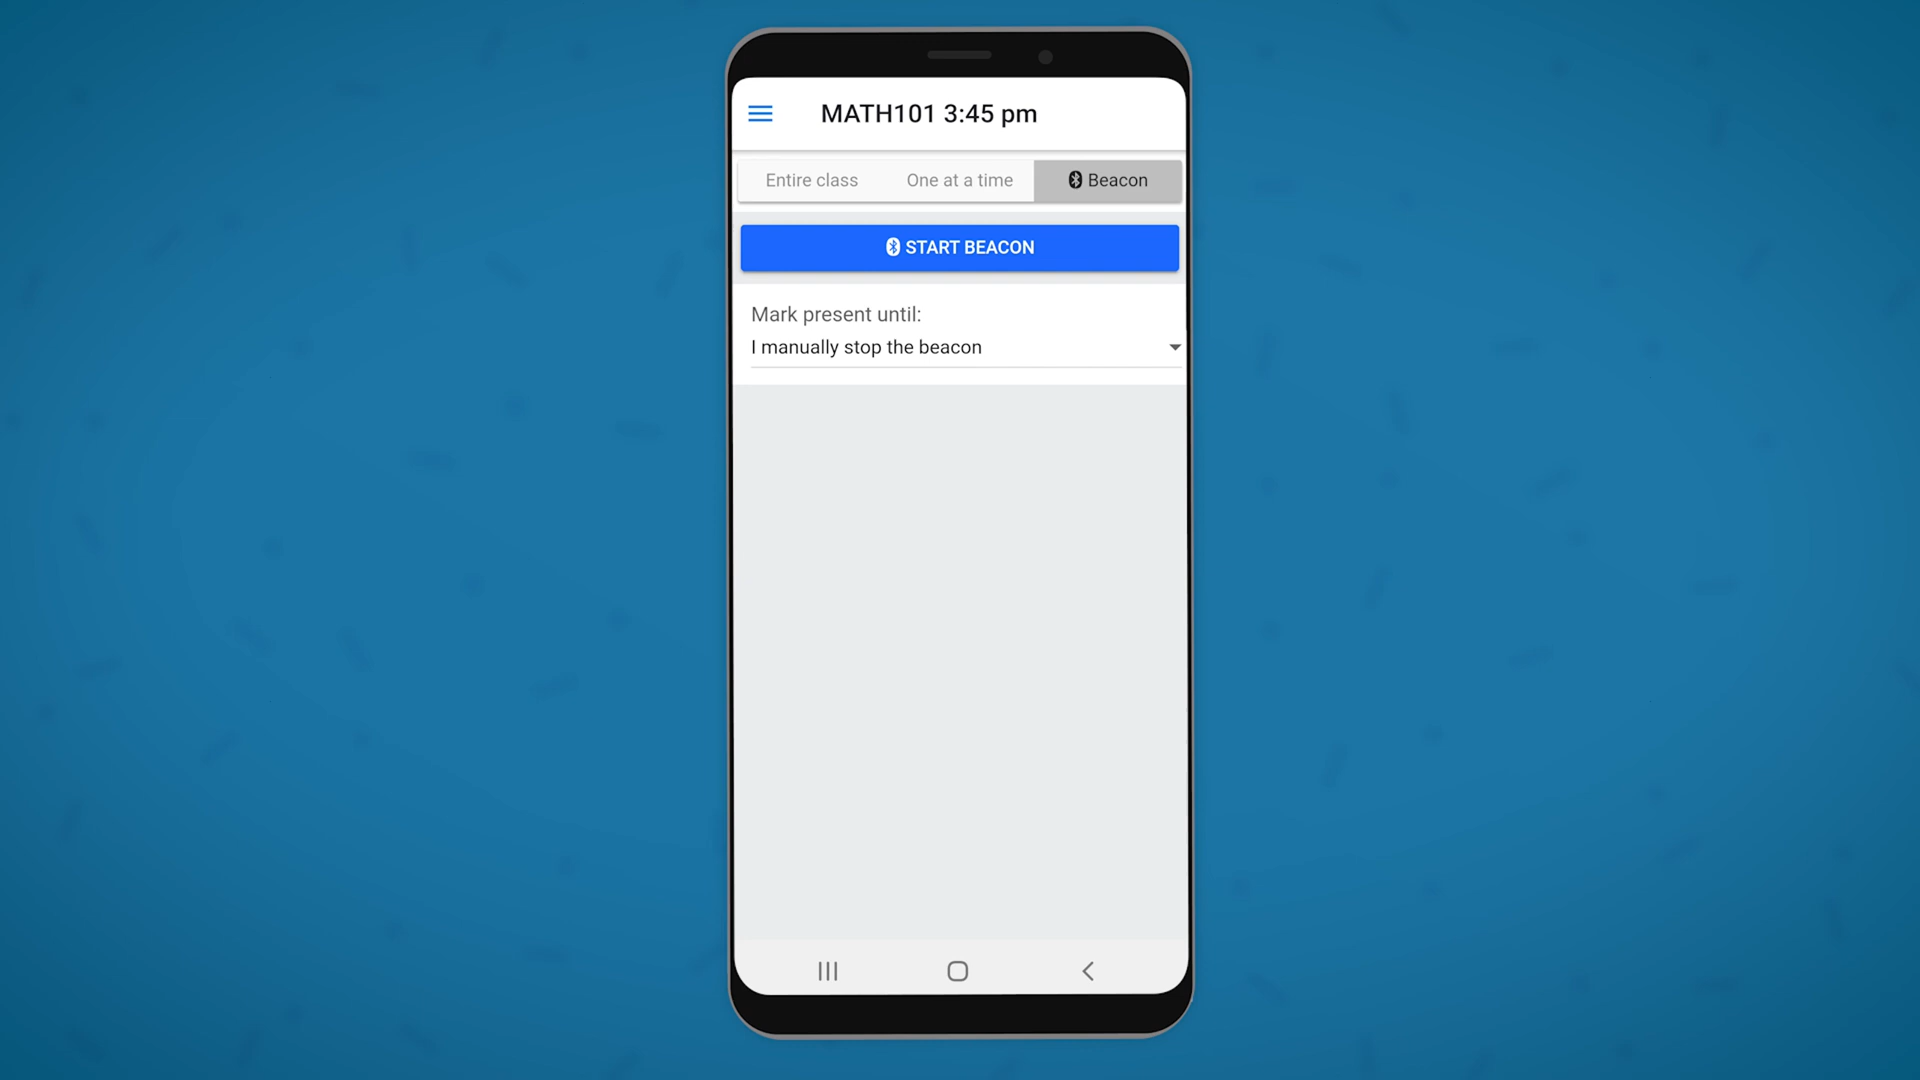 MATH101 3:45 pm
Entire class One at a time Beacon
START BEACON
Mark present until:
I manually stop the beacon